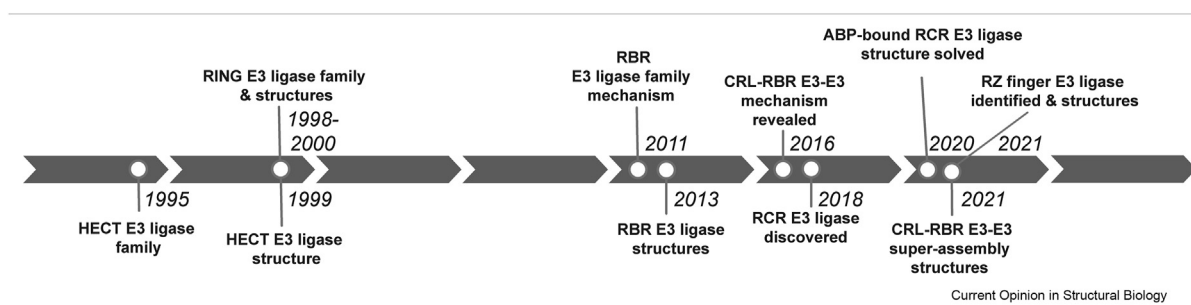 RING E3 ligase family
& structures
1998-
2000
RBR
E3 ligase family
mechanism
2011
CRL-RBR E3-E3
mechanism
revealed
2016
ABP-bound RCR E3 ligase
structure solved
2020
RZ finger E3 ligase
identified & structures
2021
1995
HECT E3 ligase
family
1999
HECT E3 ligase
structure
2013
RBR E3 ligase
structures
2018
RCR E3 ligase
discovered
2021
CRL-RBR E3-E3
super-assembly
structures
Current Opinion in Structural Biology